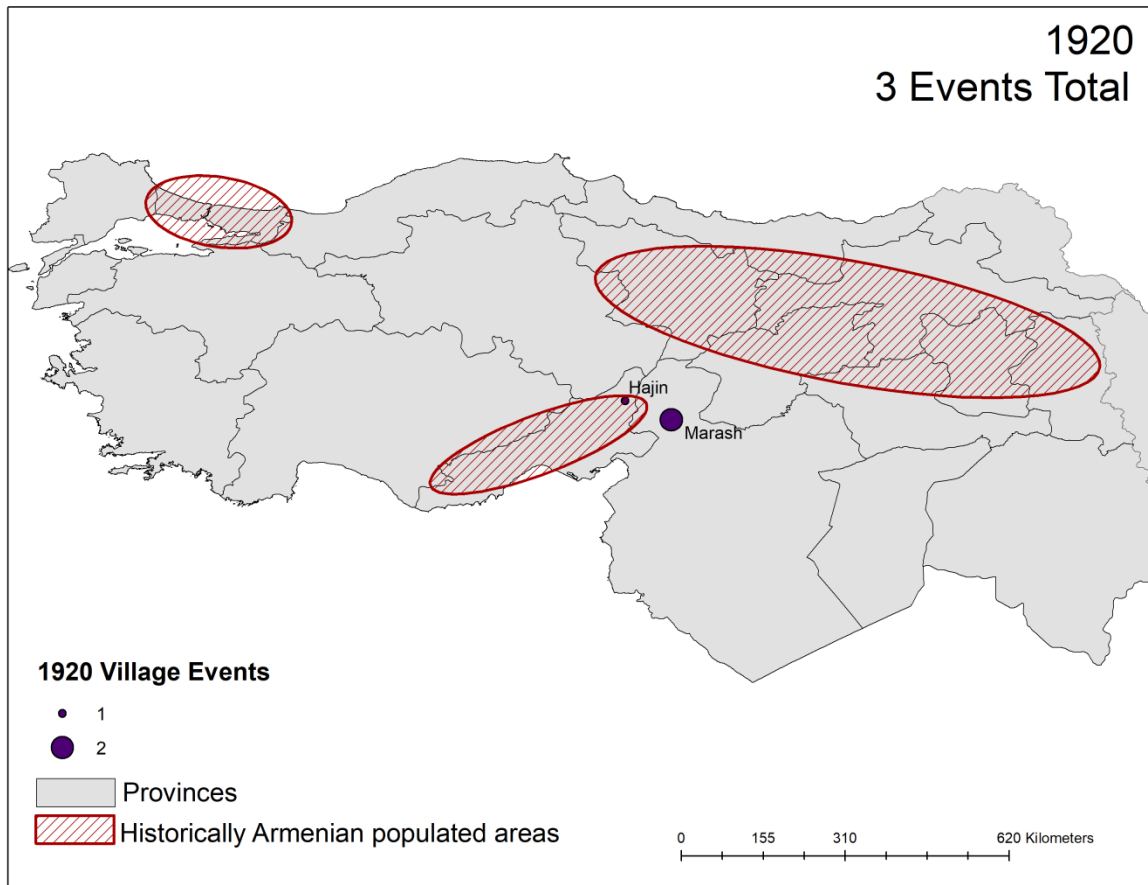 1920
3 Events Total
Hajin
Marash
1920 Village Events
1
2
Provinces
Historically Armenian populated areas
0 155 310 620 Kilometers